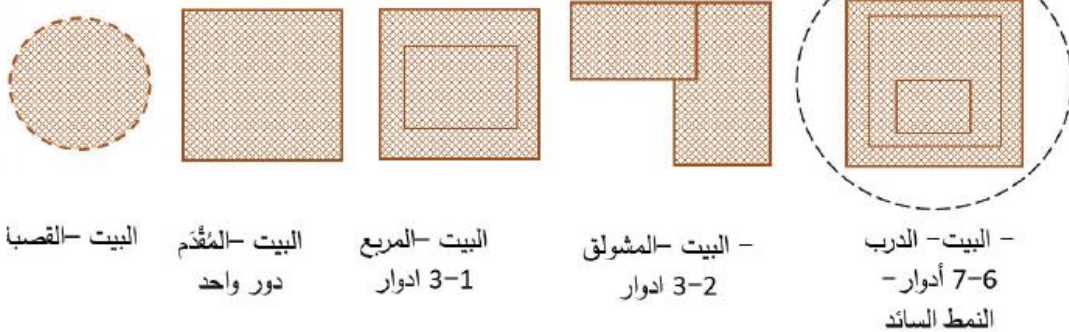 - البيت- الدرب
6-7 أدوار -
النمط السائد
- البيت -المشولق
2-3 ادوار
البيت -المربع
1-3 ادوار
البيت -المُقَّدَم
دور واحد
البيت -القصبة